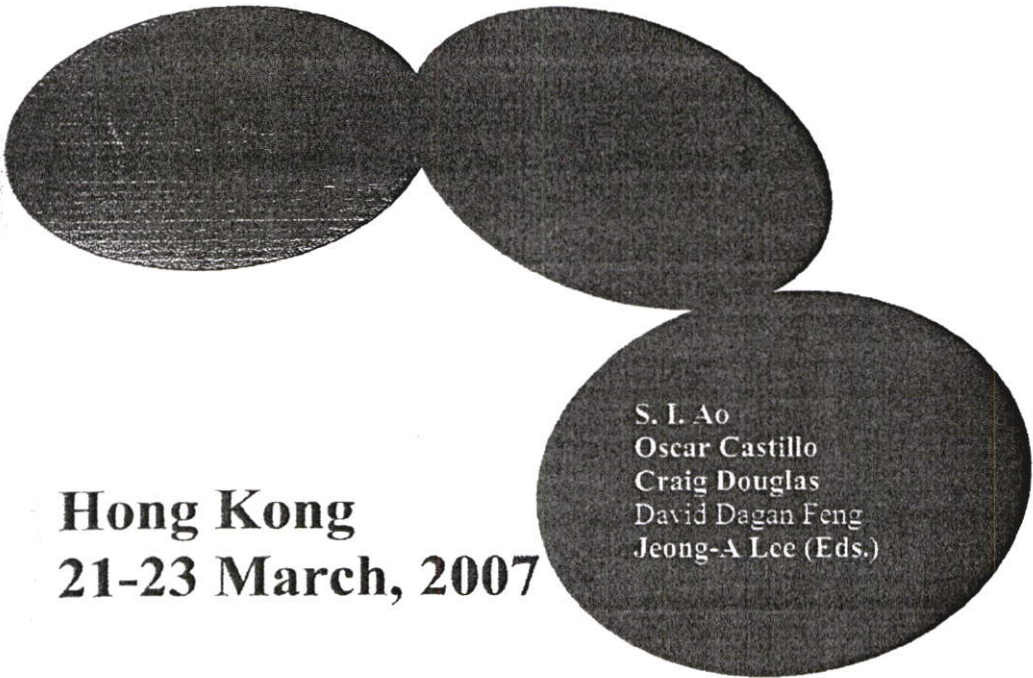 Hong Kong
21-23 March, 2007
S. I. Ao
Oscar Castillo
Craig Douglas
David Dagan Feng
Jeong-A Lee (Eds.)